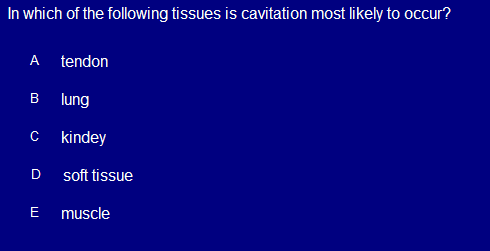 In which of the following tissues is cavitation most likely to occur?
A tendon
B lung
C kindey
D soft tissue
E muscle